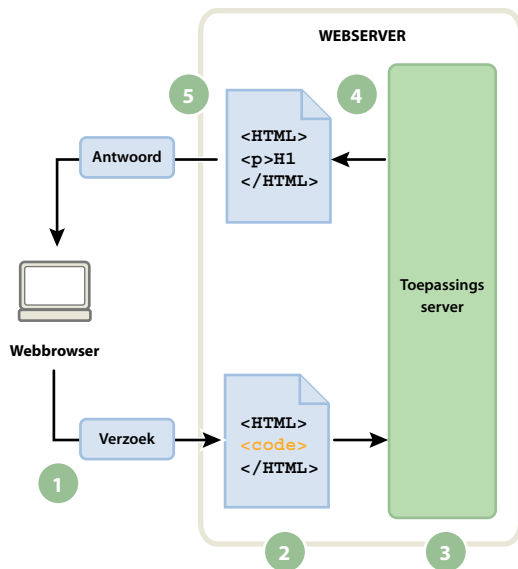 WEBSERVER
5
4
<HTML>
<p>H1
</HTML>
Antwoord
Toepassings
server
Webbrowser
<HTML>
<code>
</HTML>
Verzoek
1
2
3